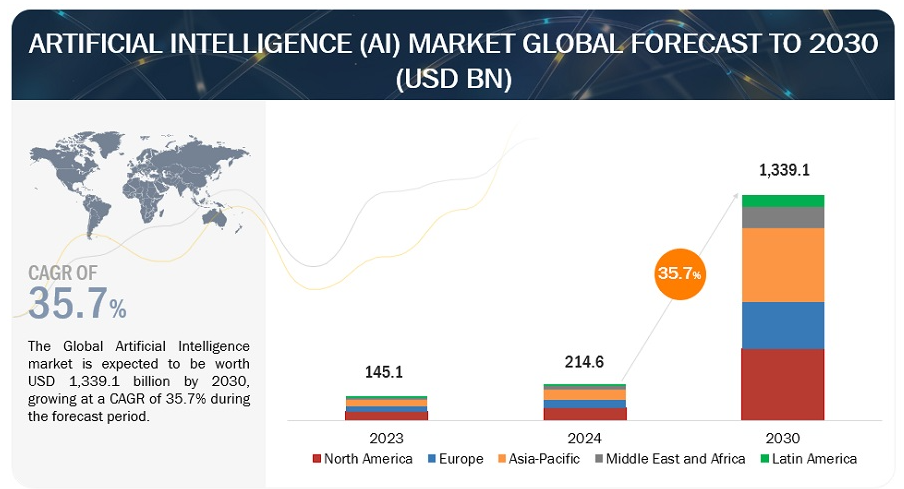 ARTIFICIAL INTELLIGENCE (AI) MARKET GLOBAL FORECAST TO 2030
(USD BN)
CAGR OF
35.7%
The Global Artificial Intelligence
market is expected to be worth
USD 1,339.1 billion by 2030,
growing at a CAGR of 35.7% during
the forecast period.
145.1
214.6
35.7%
1,339.1
2023
2024
2030
North America
Europe
Asia-Pacific
Middle East and Africa
Latin America